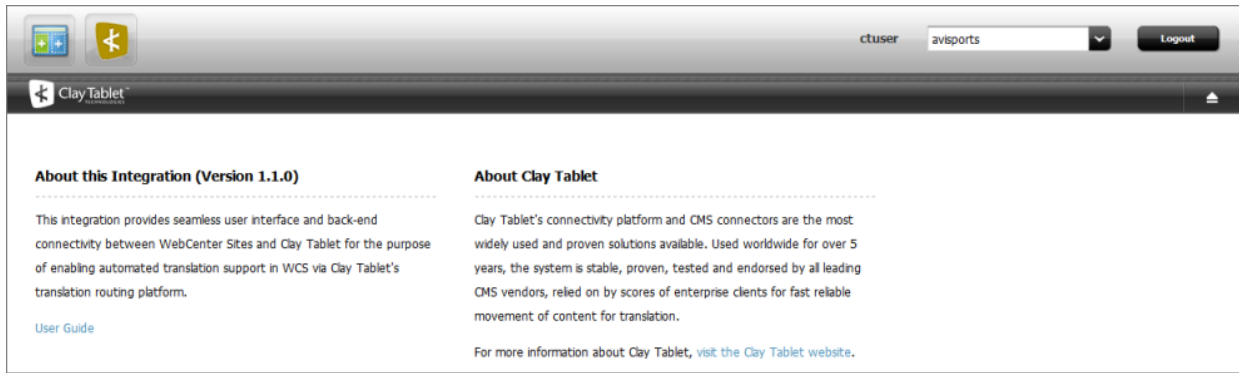 ctuser
avisports
Logout
Clay Tablet
TECHNOLOGIES
About this Integration (Version 1.1.0)
This integration provides seamless user interface and back-end
connectivity between WebCenter Sites and Clay Tablet for the purpose
of enabling automated translation support in WCS via Clay Tablet's
translation routing platform.
User Guide
About Clay Tablet
Clay Tablet's connectivity platform and CMS connectors are the most
widely used and proven solutions available. Used worldwide for over 5
years, the system is stable, proven, tested and endorsed by all leading
CMS vendors, relied on by scores of enterprise clients for fast reliable
movement of content for translation.
For more information about Clay Tablet, visit the Clay Tablet website.